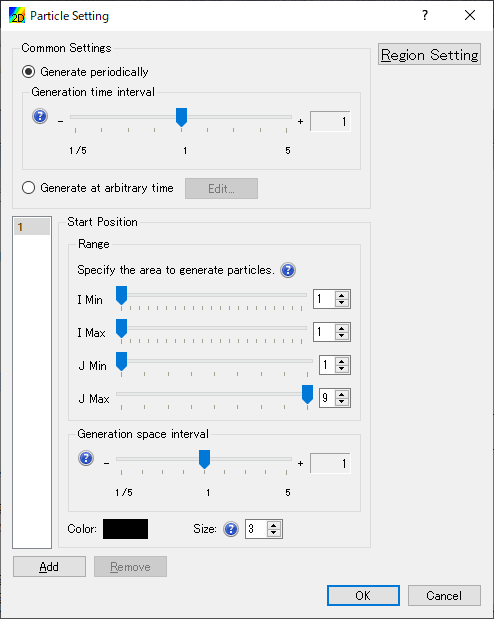 2D Particle Setting ? ×
Common Settings
Region Setting
Generate periodically
Generation time interval
? - + 1
1/5 1 5
Generate at arbitrary time Edit...
1
Start Position
Range
Specify the area to generate particles. ?
I Min 1
I Max 1
J Min 1
J Max 9
Generation space interval
? - + 1
1/5 1 5
Color: Size: ? 3
Add Remove
OK Cancel